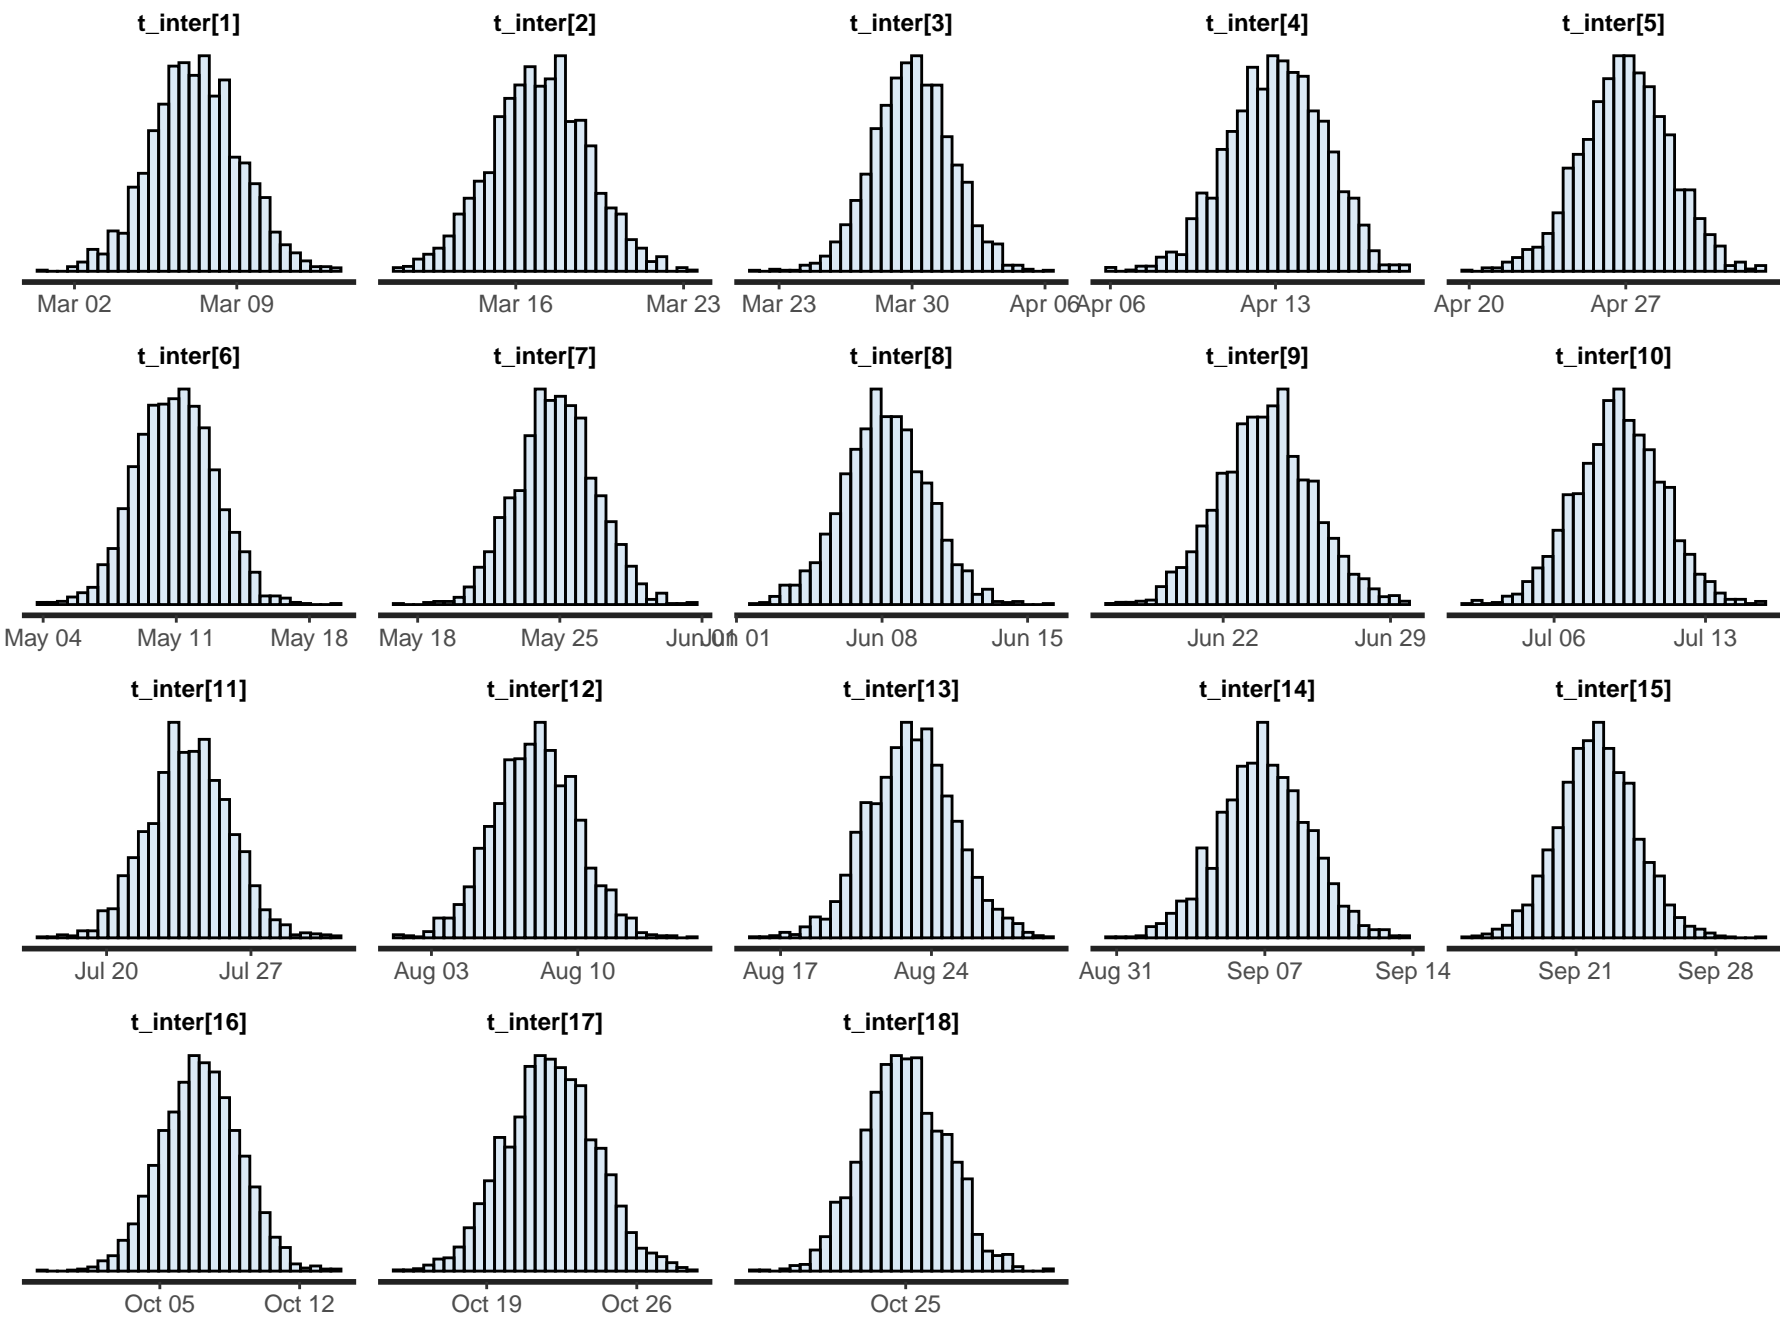 t_inter[1] t_inter[2] t_inter[3] t_inter[4] t_inter[5]
Mar 02 Mar 09 Mar 16 Mar 23 Mar 23 Mar 30 Apr 06 Apr 06 Apr 13 Apr 20 Apr 27
t_inter[6] t_inter[7] t_inter[8] t_inter[9] t_inter[10]
May 04 May 11 May 18 May 18 May 25 Jun 01 Jun 01 Jun 08 Jun 15 Jun 22 Jun 29 Jul 06 Jul 13
t_inter[11] t_inter[12] t_inter[13] t_inter[14] t_inter[15]
Jul 20 Jul 27 Aug 03 Aug 10 Aug 17 Aug 24 Aug 31 Sep 07 Sep 14 Sep 21 Sep 28
t_inter[16] t_inter[17] t_inter[18]
Oct 05 Oct 12 Oct 19 Oct 26 Oct 25